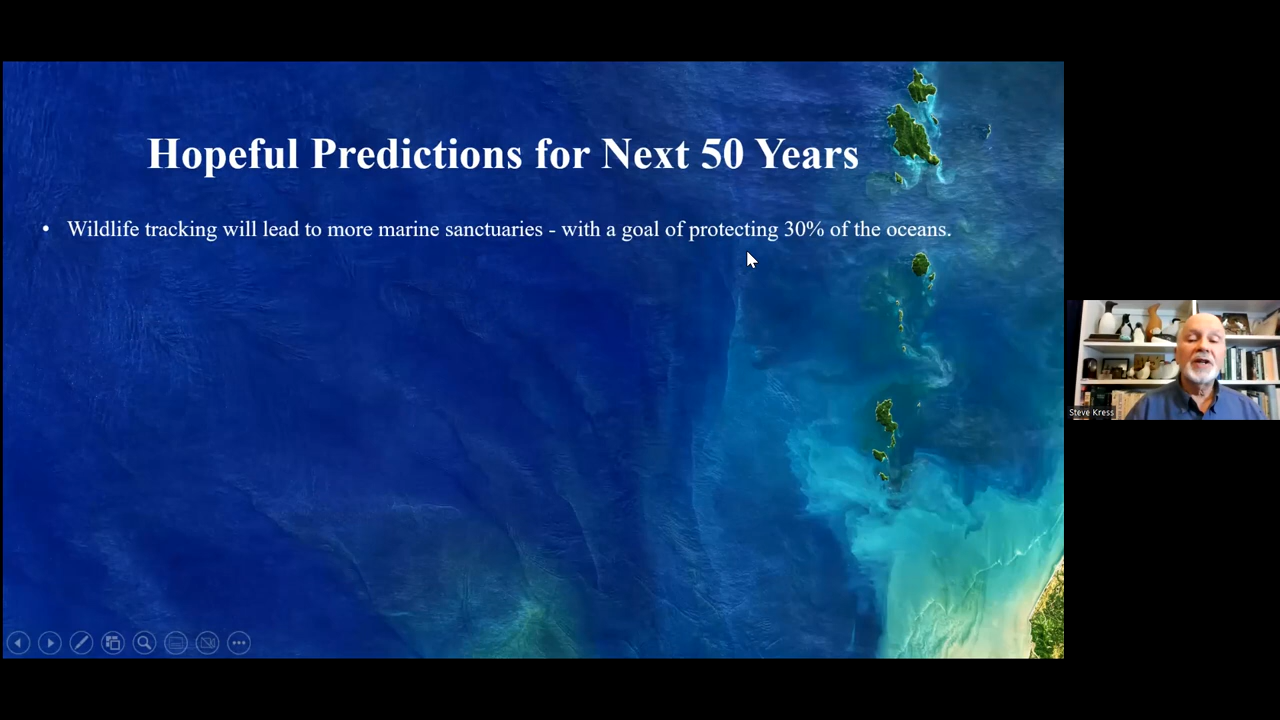 Hopeful Predictions for Next 50 Years
• Wildlife tracking will lead to more marine sanctuaries - with a goal of protecting 30% of the oceans.
Steve Kress